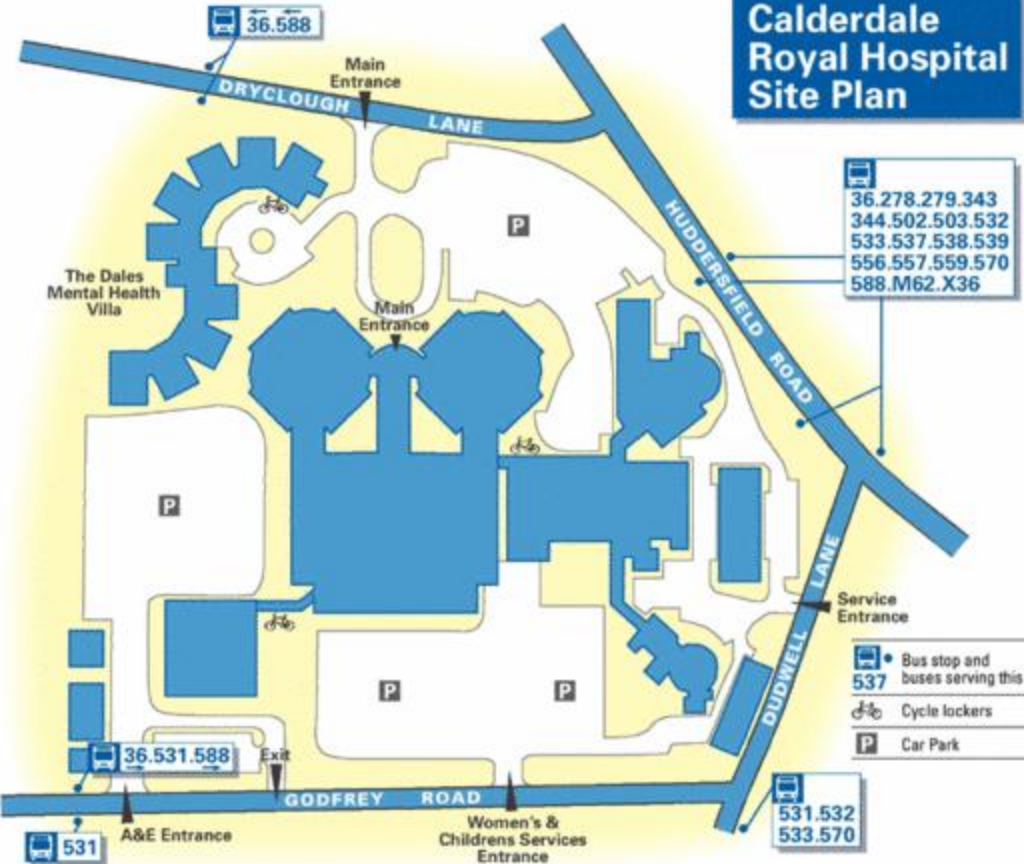 Calderdale
Royal Hospital
Site Plan
36.588
Main
Entrance
DRYCLOUGH LANE
HUDDERSFIELD ROAD
36.278.279.343
344.502.503.532
533.537.538.539
556.557.559.570
588.M62.X36
P
The Dales
Mental Health
Villa
Main
Entrance
P
DUDWELL LANE
Service
Entrance
Bus stop and
buses serving this
537
Cycle lockers
P Car Park
P
P
36.531.588
Exit
GODFREY ROAD
A&E Entrance
531
Women's &
Childrens Services
Entrance
531.532
533.570